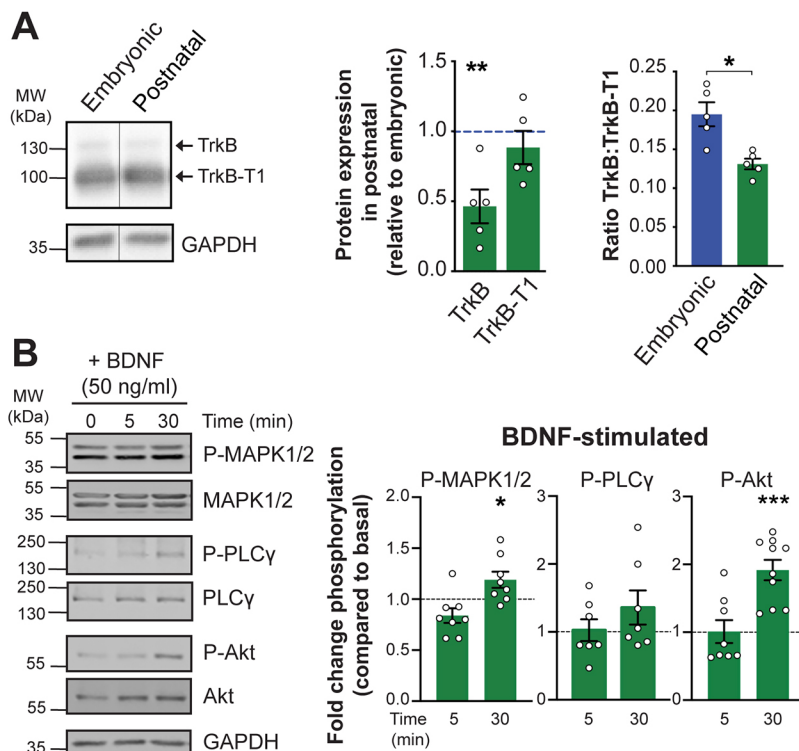 A
Embryonic
Postnatal
MW
(kDa)
130
100
35
TrkB
TrkB-T1
GAPDH
Protein expression
in postnatal
(relative to embryonic)
1.5
1.0
0.5
0.0
**
TrkB
TrkB-T1
Ratio TrkB:TrkB-T1
0.25
0.20
0.15
0.10
0.05
0.00
*
Embryonic
Postnatal
B
+ BDNF
(50 ng/ml)
MW
(kDa)
0 5 30 Time (min)
55
35
P-MAPK1/2
55
35
MAPK1/2
250
130
P-PLCγ
250
130
PLCγ
55
P-Akt
55
Akt
35
GAPDH
BDNF-stimulated
Fold change phosphorylation
(compared to basal)
P-MAPK1/2
2.0
1.5
1.0
0.5
0.0
*
Time
(min)
5 30
P-PLCγ
3
2
1
0
5 30
P-Akt
3
2
1
0
***
5 30